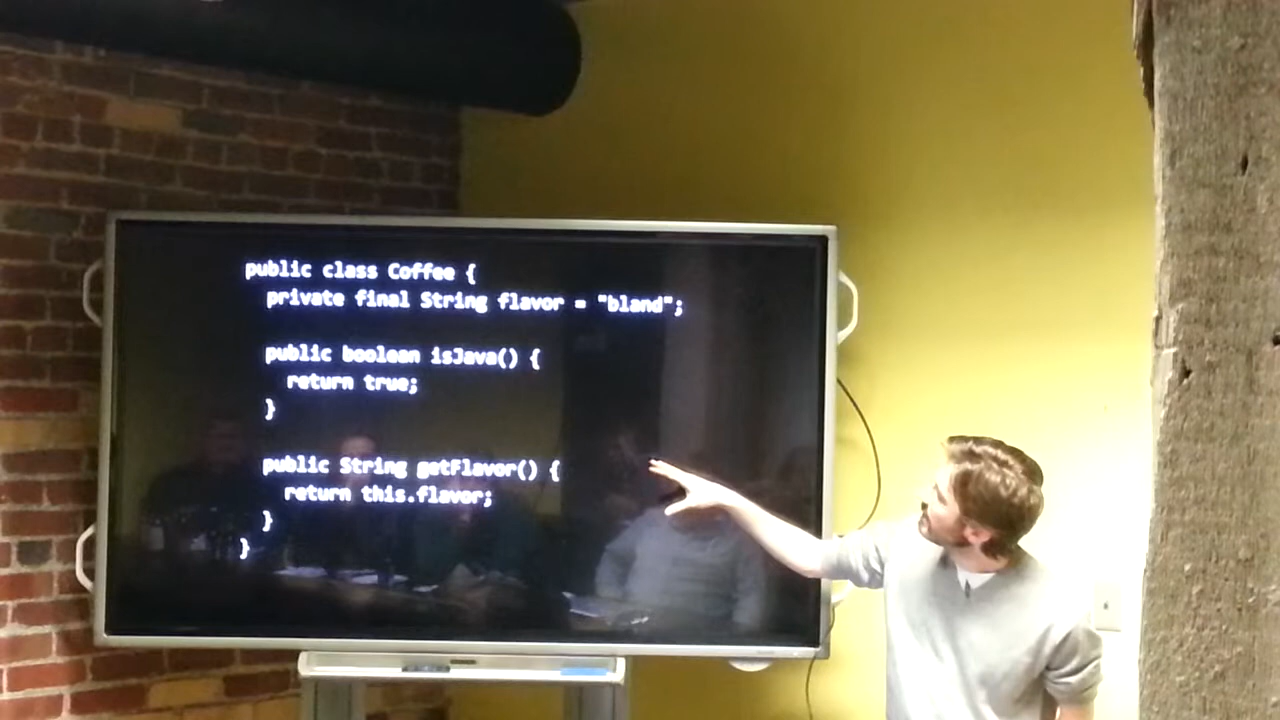 public class Coffee {
private final String flavor = "bland";
public boolean isJava() {
return true;
}
public String getFlavor() {
return this.flavor;
}
}